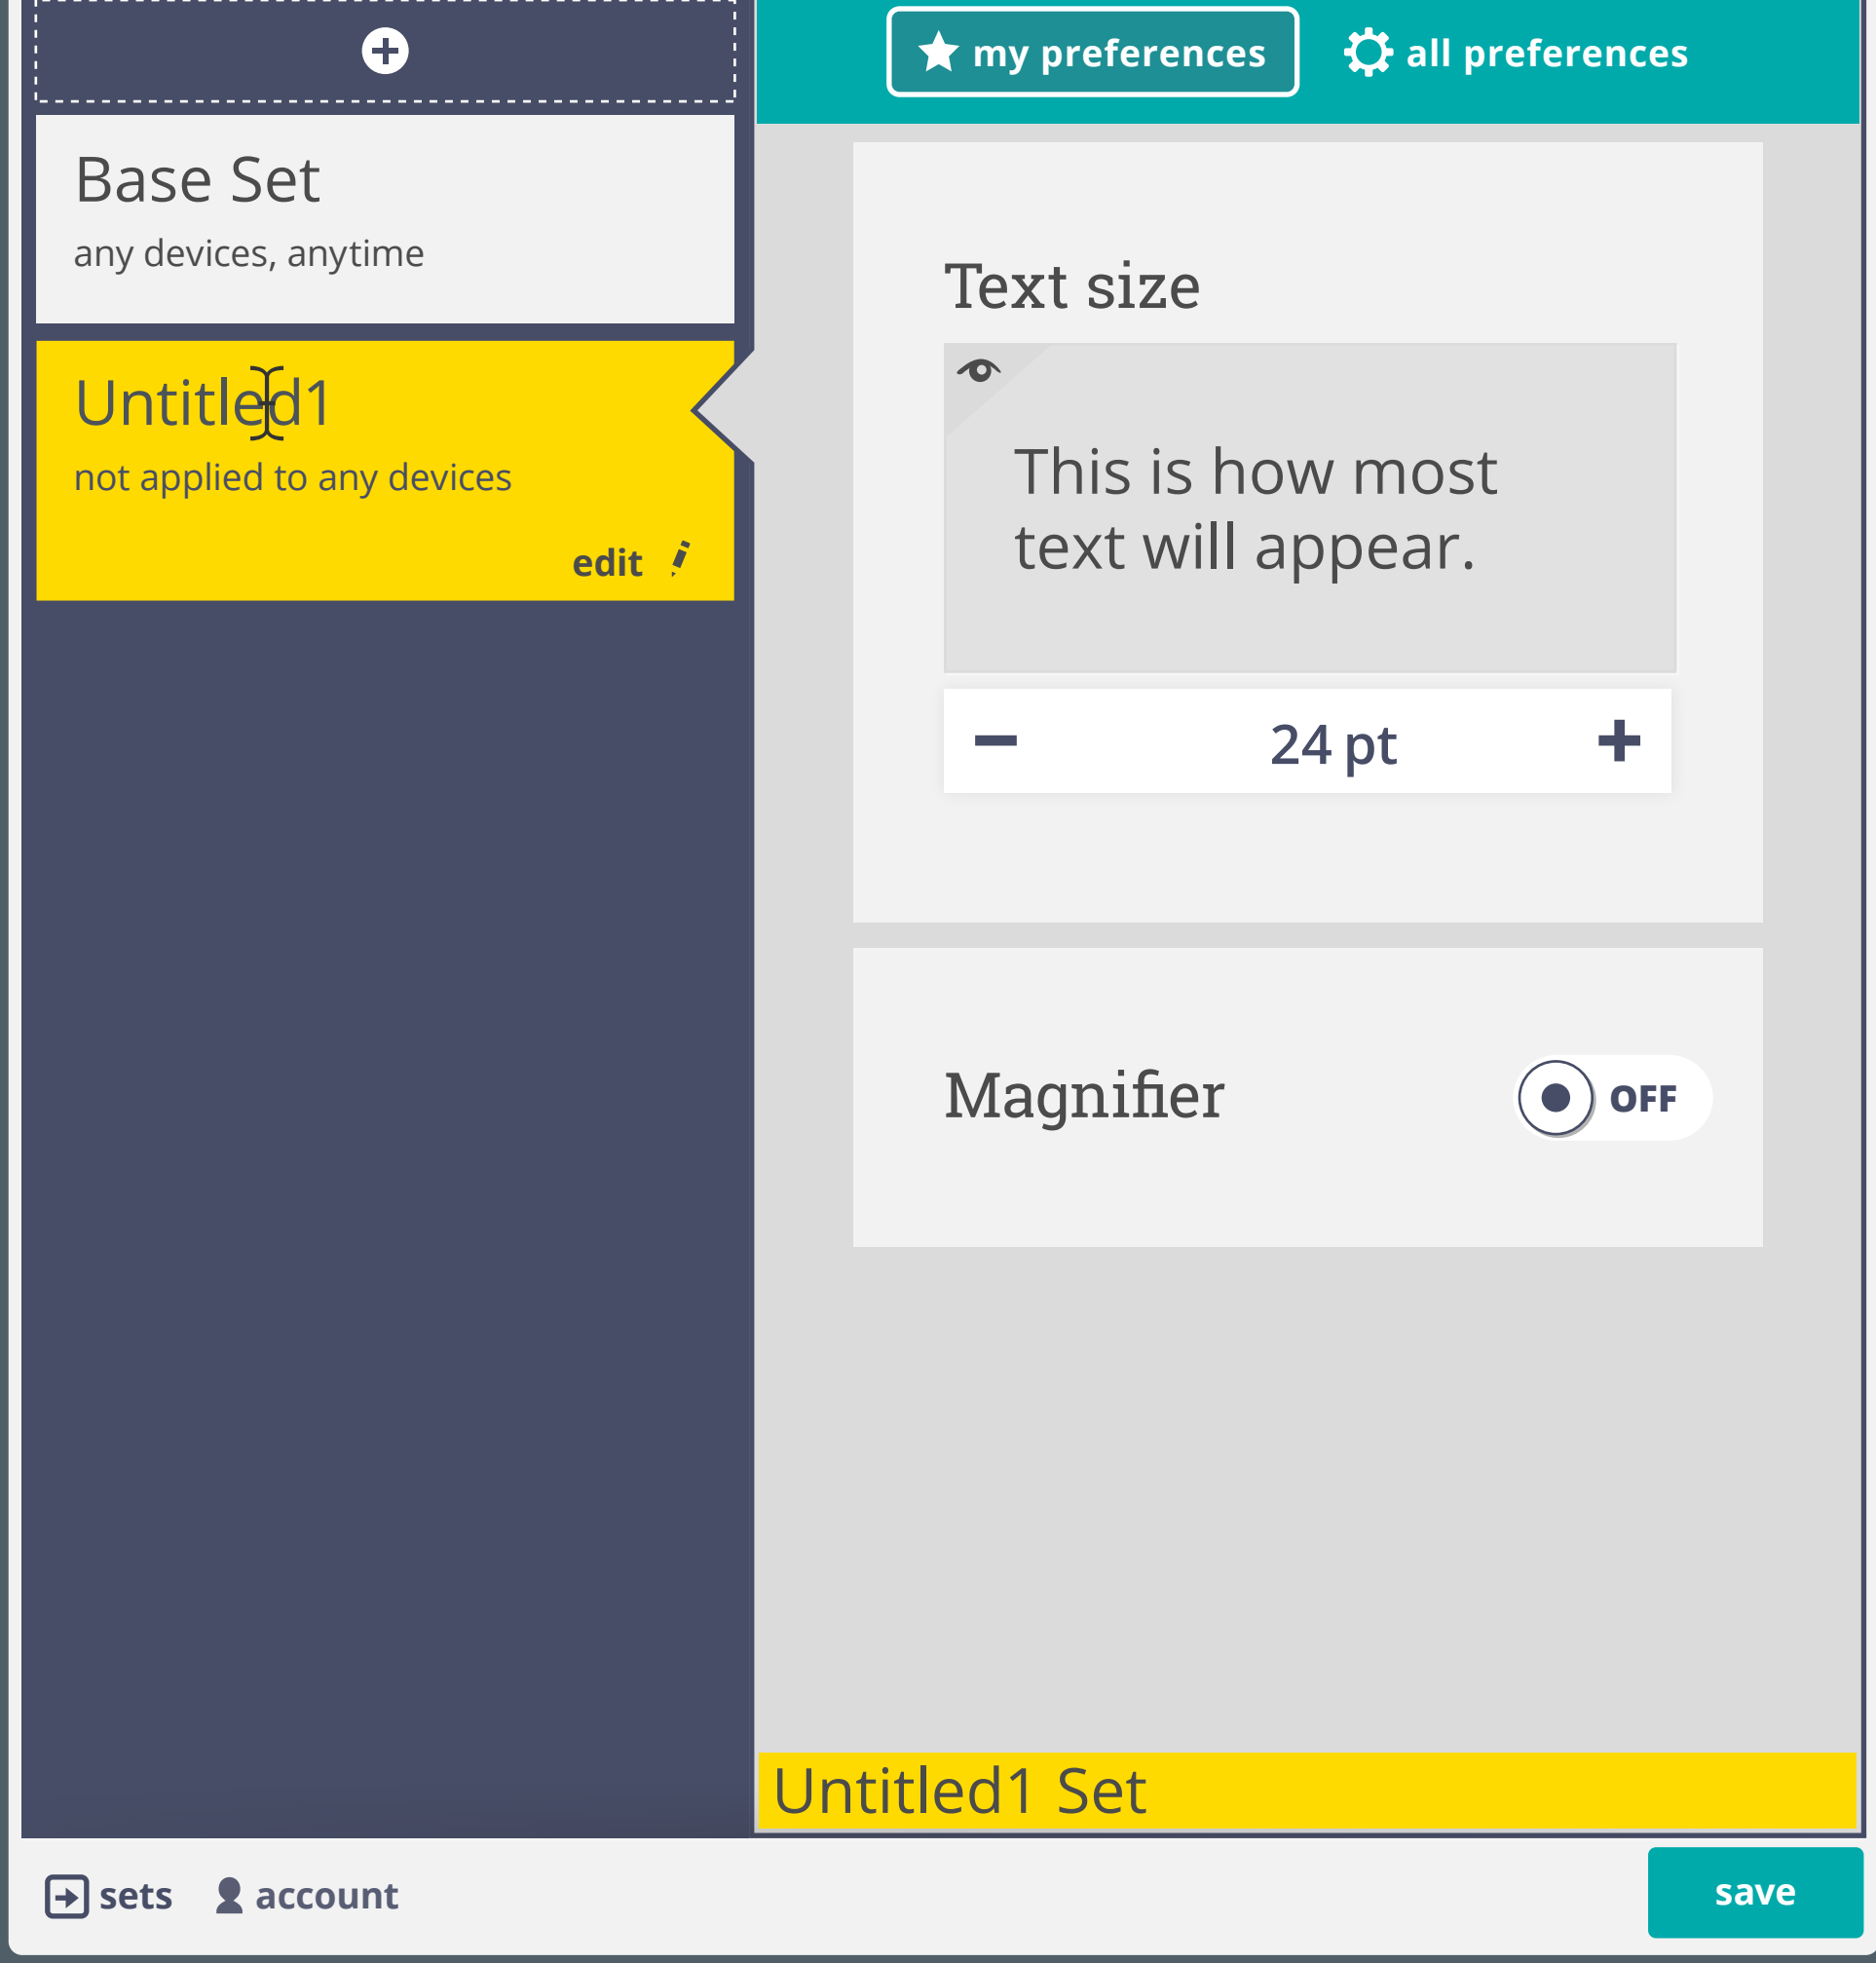 my preferences
all preferences
Base Set
any devices, anytime
Untitled1
not applied to any devices
edit
Text size
This is how most
text will appear.
24 pt
Magnifier
OFF
Untitled1 Set
sets
account
save